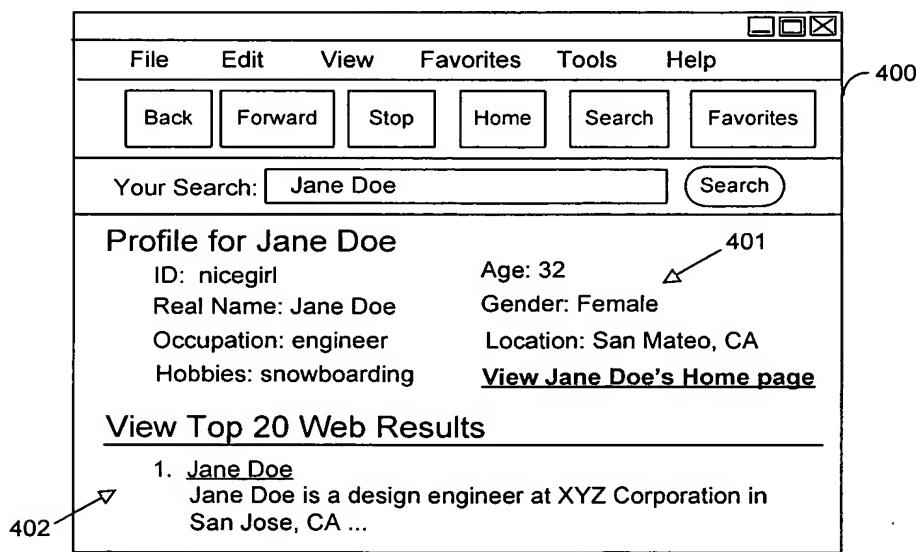 File Edit View Favorites Tools Help
400
Back Forward Stop Home Search Favorites
Your Search: Jane Doe Search
Profile for Jane Doe
401
ID: nicegirl Age: 32
Real Name: Jane Doe Gender: Female
Occupation: engineer Location: San Mateo, CA
Hobbies: snowboarding View Jane Doe's Home page
View Top 20 Web Results
1. Jane Doe
Jane Doe is a design engineer at XYZ Corporation in
San Jose, CA ...
402